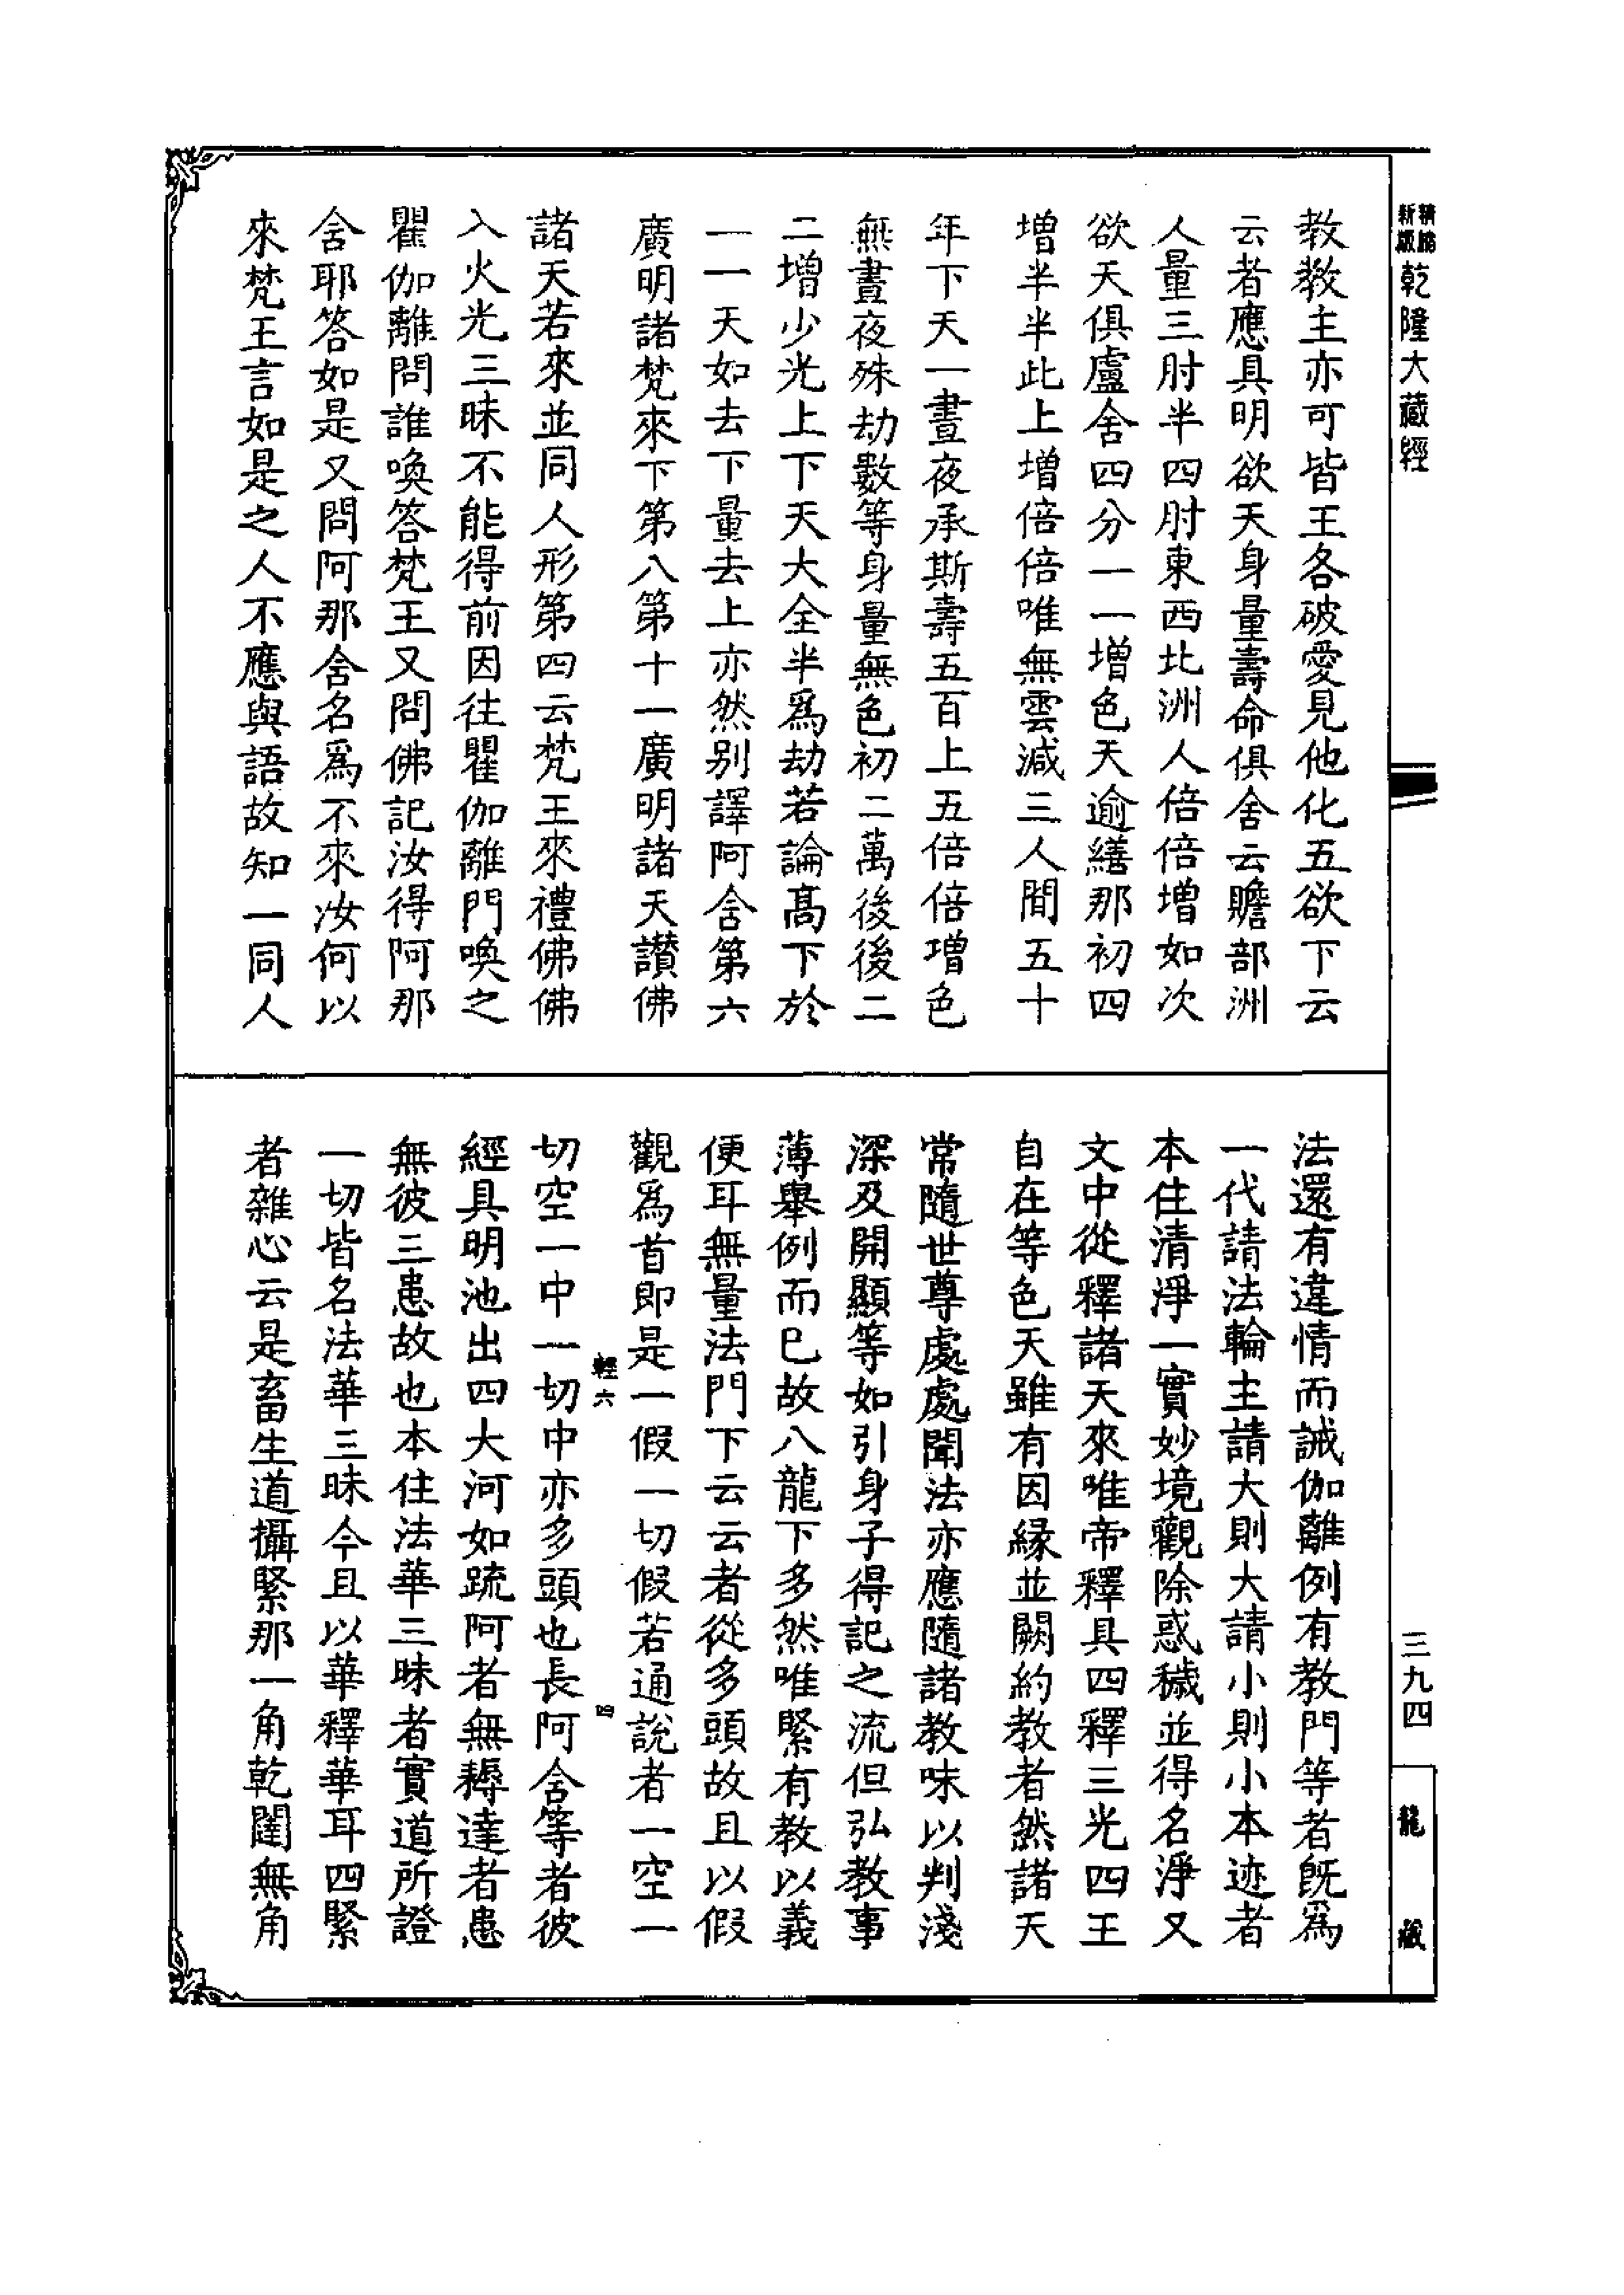 精縮新版乾隆大藏經
教教主亦可皆王各破愛見他化五欲下云
云者應具明欲天身量壽命俱舍云贍部洲
人量三肘半四肘東西北洲人倍倍增如次
欲天俱盧舍四分一一增色天逾繕那初四
增半半此上增倍倍唯無雲減三人間五十
年下天一晝夜承斯壽五百上五倍倍增色
無晝夜殊劫數等身量無色初二萬後後二
二增少光上下天大全半爲劫若論高下於
一一天如去下量去上亦然別譯阿舍第六
廣明諸梵來下第八第十一廣明諸天讚佛
諸天若來並同人形第四云梵王來禮佛佛
入火光三昧不能得前因往瞿伽離門喚之
瞿伽離問誰喚答梵王又問佛記汝得阿那
舍耶答如是又問阿那舍名爲不來汝何以
來梵王言如是之人不應與語故知一同人
法還有違情而誡伽離例有教門等者旣爲
一代請法輪主請大則大請小則小本迹者
本住清淨一實妙境觀除惑穢並得名淨又
文中從釋諸天來唯帝釋具四釋三光四王
自在等色天雖有因緣並闕約教者然諸天
常隨世尊處處聞法亦應隨諸教味以判淺
深及開顯等如引身子得記之流但弘教事
薄舉例而已故八龍下多然唯緊有教以義
便耳無量法門下云云者從多頭故且以假
觀爲首即是一假一切假若通說者一空一
輕六 四
切空一中一切中亦多頭也長阿含等者彼
經具明池出四大河如疏阿者無耨達者患
無彼三患故也本住法華三昧者實道所證
一切皆名法華三昧今且以華釋華耳四緊
者雜心云是畜生道攝緊那一角乾闥無角
三九四
龍藏